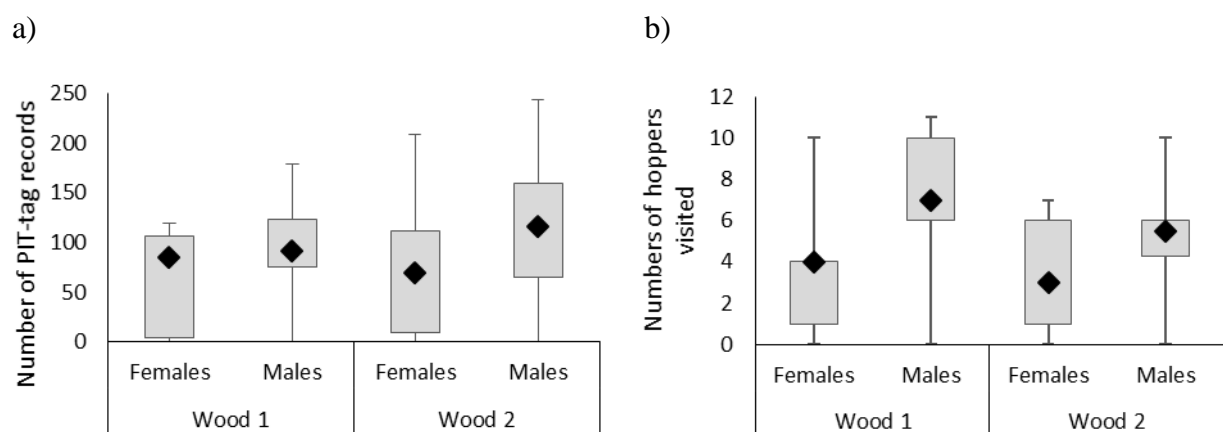 a)
Number of PIT-tag records
250
200
150
100
50
0
Females Males Females Males
Wood 1 Wood 2
b)
Numbers of hoppers
visited
12
10
8
6
4
2
0
Females Males Females Males
Wood 1 Wood 2